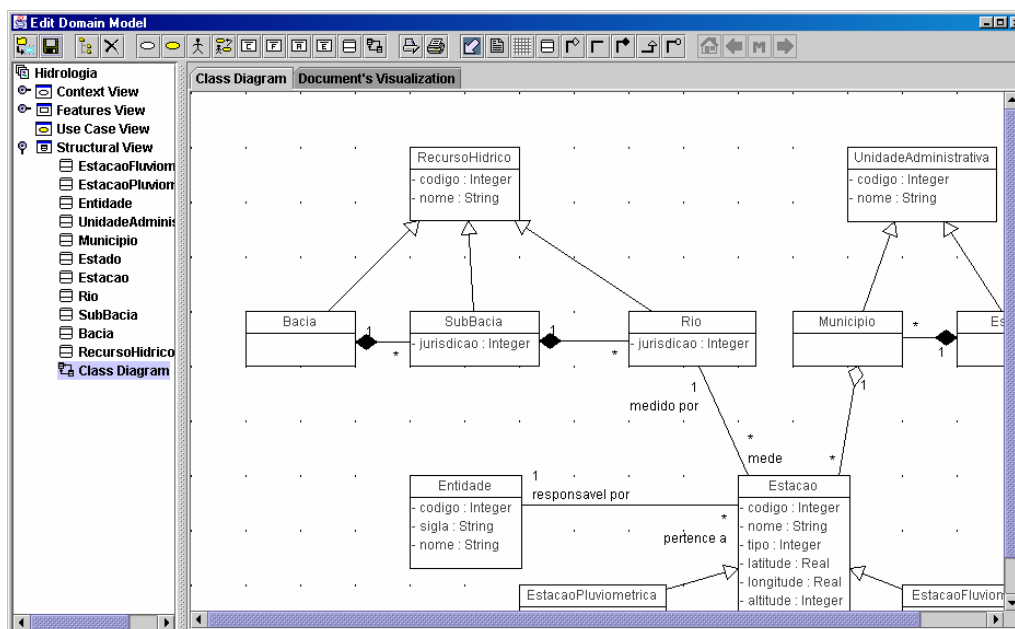 Edit Domain Model
Hidrologia
Context View
Features View
Use Case View
Structural View
EstacaoFluviom
EstacaoPluviom
Entidade
UnidadeAdminis
Municipio
Estado
Estacao
Rio
SubBacia
Bacia
RecursoHidrico
Class Diagram
Class Diagram Document's Visualization
RecursoHidrico
- codigo : Integer
- nome : String
UnidadeAdministrativa
- codigo : Integer
- nome : String
Bacia
1
*
SubBacia
- jurisdicao : Integer
1
*
Rio
- jurisdicao : Integer
Municipio
*
1
Es
1
medido por
*
mede
1
*
Entidade
- codigo : Integer
- sigla : String
- nome : String
1
responsavel por
*
pertence a
Estacao
- codigo : Integer
- nome : String
- tipo : Integer
- latitude : Real
- longitude : Real
- altitude : Integer
EstacaoPluviometrica
EstacaoFluviom